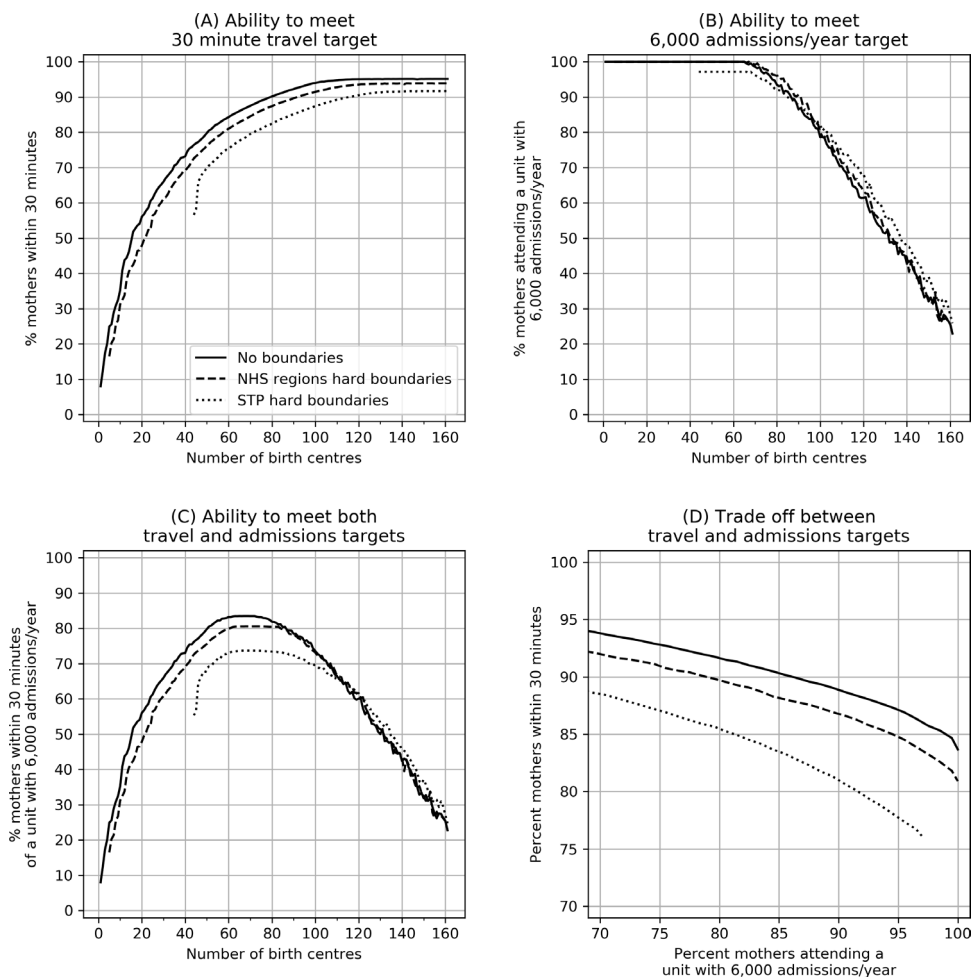 (A) Ability to meet
30 minute travel target
100
90
80
70
60
50
40
30
20
10
0
% mothers within 30 minutes
No boundaries
NHS regions hard boundaries
STP hard boundaries
0 20 40 60 80 100 120 140 160
Number of birth centres
(B) Ability to meet
6,000 admissions/year target
100
90
80
70
60
50
40
30
20
10
0
% mothers attending a unit with
6,000 admissions/year
0 20 40 60 80 100 120 140 160
Number of birth centres
(C) Ability to meet both
travel and admissions targets
100
90
80
70
60
50
40
30
20
10
0
% mothers within 30 minutes
of a unit with 6,000 admissions/year
0 20 40 60 80 100 120 140 160
Number of birth centres
(D) Trade off between
travel and admissions targets
100
95
90
85
80
75
70
Percent mothers within 30 minutes
70 75 80 85 90 95 100
Percent mothers attending a
unit with 6,000 admissions/year